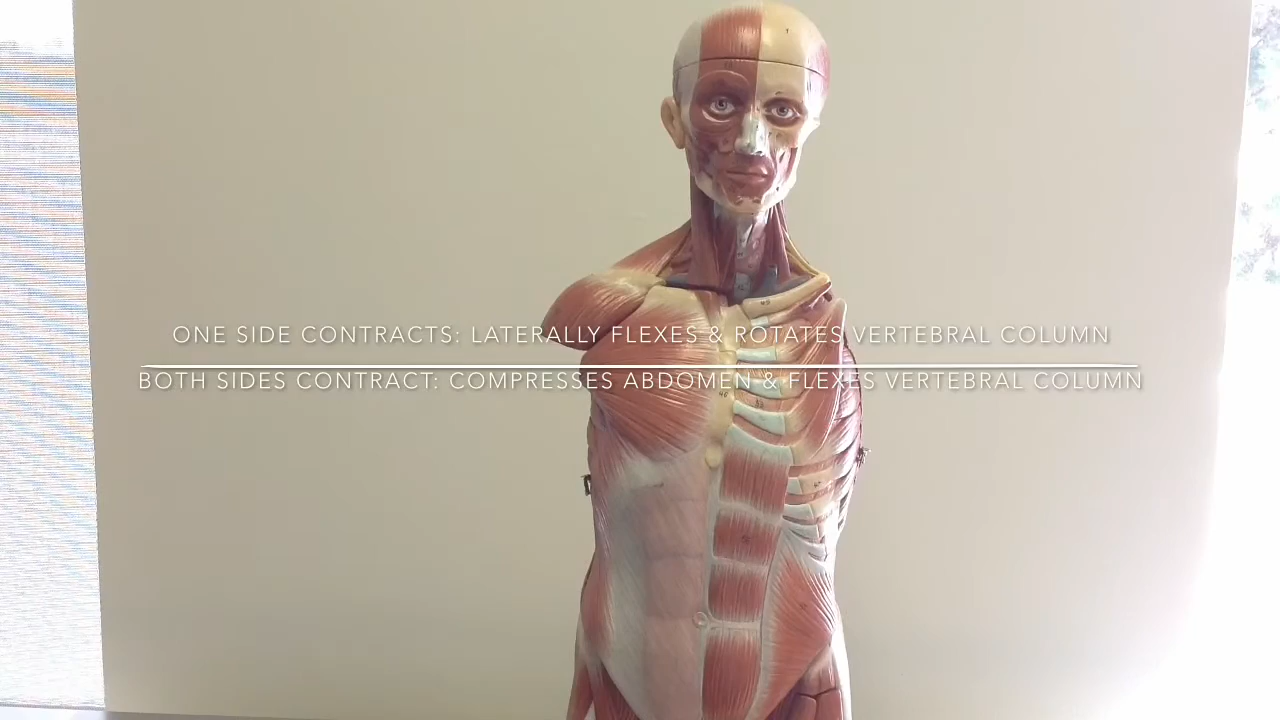 ONE SIDE CONTRACTS: LATERALLY FLEXES & ROTATES VERTEBRAL COLUMN
BOTH SIDES CONTRACT: COMPRESSES ABDOMEN & FLEXES VERTEBRAL COLUMN